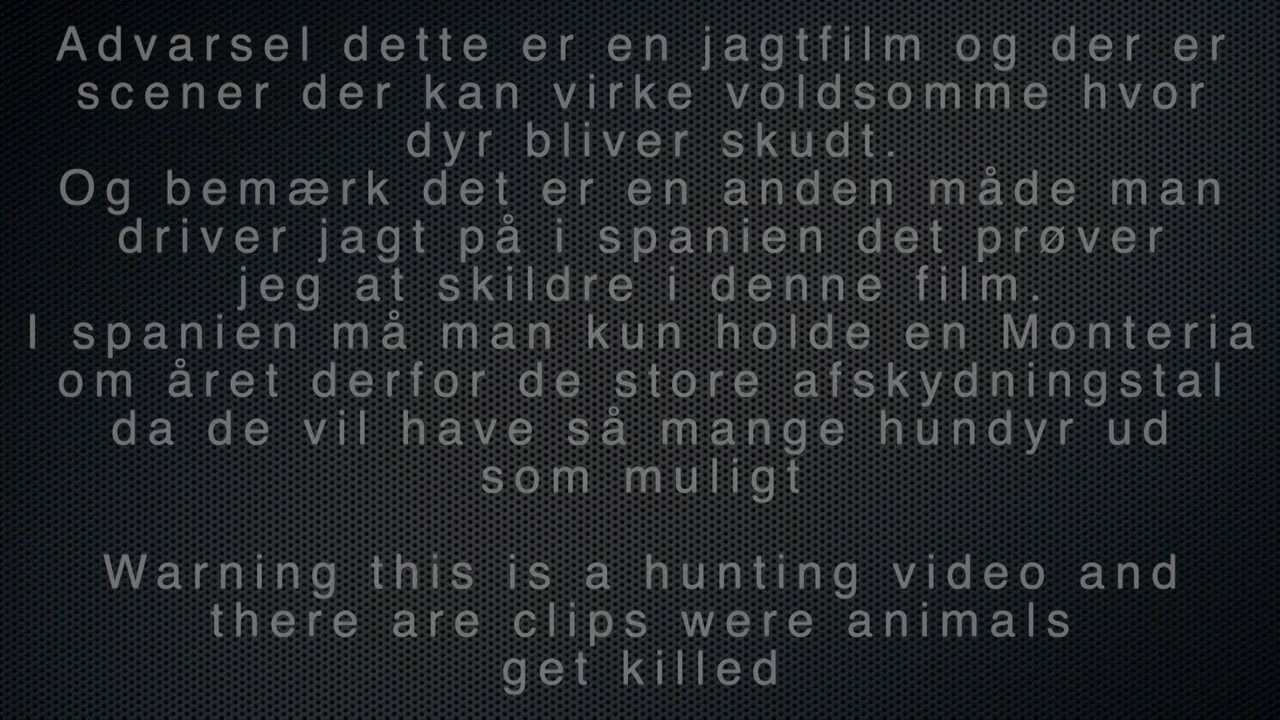 Advarsel dette er en jagtfilm og der er
scener der kan virke voldsomme hvor
dyr bliver skudt.
Og bemærk det er en anden måde man
driver jagt på i spanien det prøver
jeg at skildre i denne film.
I spanien må man kun holde en Monteria
om året derfor de store afskydningstal
da de vil have så mange hundyr ud
som muligt
Warning this is a hunting video and
there are clips were animals
get killed